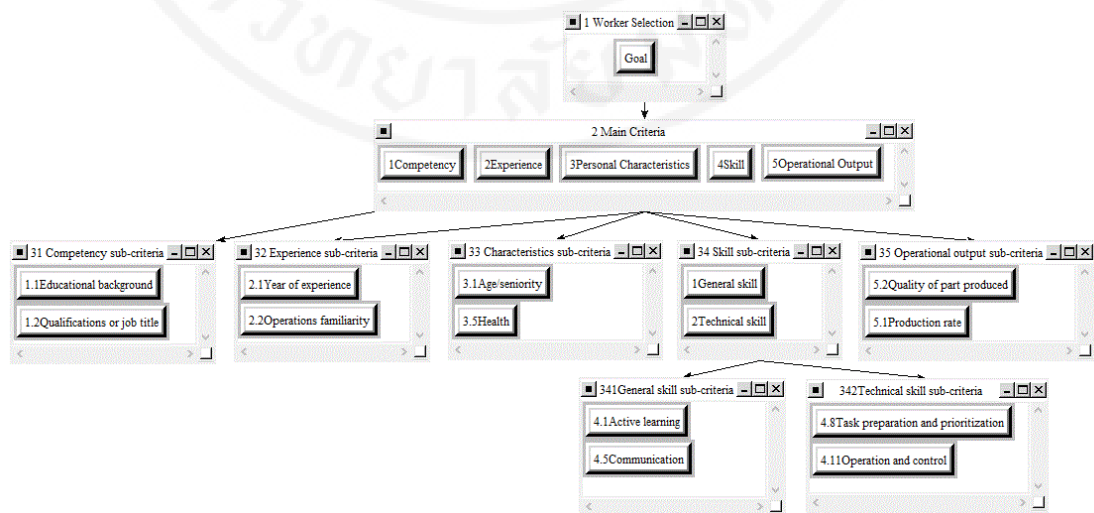 1 Worker Selection
Goal
2 Main Criteria
1Competency
2Experience
3Personal Characteristics
4Skill
5Operational Output
31 Competency sub-criteria
1.1Educational background
1.2Qualifications or job title
32 Experience sub-criteria
2.1Year of experience
2.2Operations familiarity
33 Characteristics sub-criteria
3.1Age/seniority
3.5Health
34 Skill sub-criteria
1General skill
2Technical skill
35 Operational output sub-criteria
5.2Quality of part produced
5.1Production rate
341General skill sub-criteria
4.1Active learning
4.5Communication
342Technical skill sub-criteria
4.8Task preparation and prioritization
4.11Operation and control